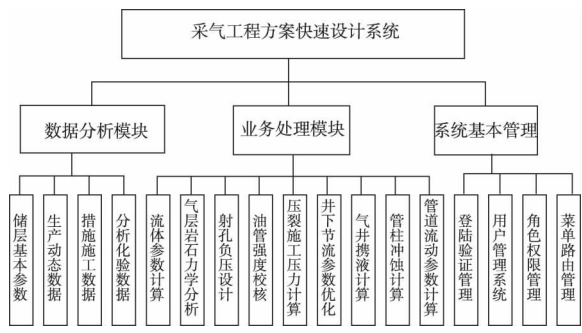 采气工程方案快速设计系统
数据分析模块
业务处理模块
系统基本管理
储层基本参数
生产动态数据
措施施工数据
分析化验数据
流体参数计算
气层岩石力学分析
射孔负压设计
油管强度校核
压裂施工压力计算
井下节流参数优化
气井携液计算
管柱冲蚀计算
管道流动参数计算
登陆验证管理
用户管理系统
角色权限管理
菜单路由管理